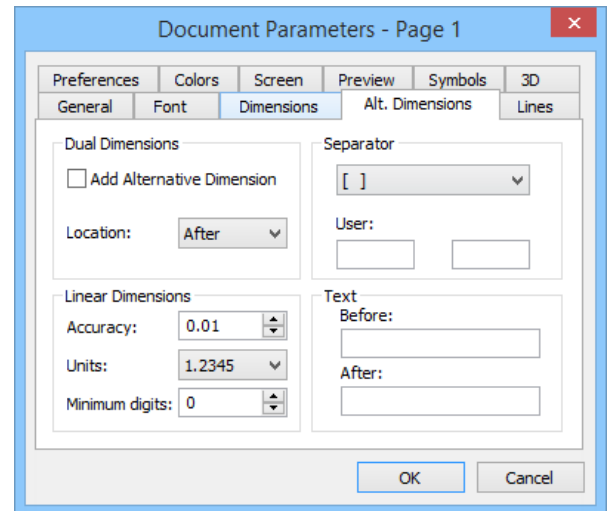 Document Parameters - Page 1
Preferences Colors Screen Preview Symbols 3D
General Font Dimensions Alt. Dimensions Lines
Dual Dimensions
Add Alternative Dimension
Location: After
Separator
[ ]
User:
Linear Dimensions
Accuracy: 0.01
Units: 1.2345
Minimum digits: 0
Text
Before:
After:
OK Cancel